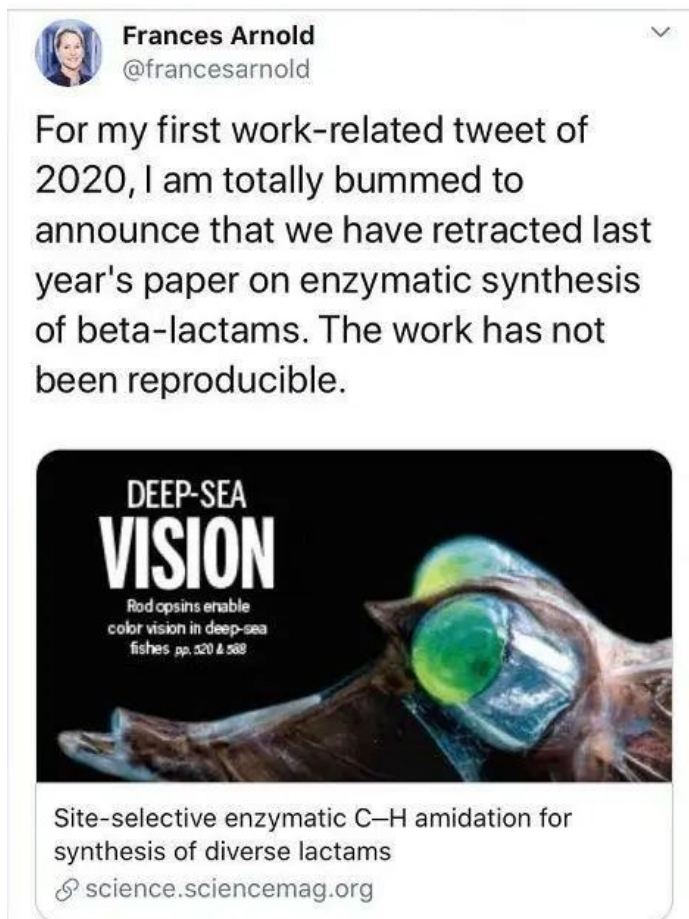 Frances Arnold
@francesarnold
For my first work-related tweet of
2020, I am totally bummed to
announce that we have retracted last
year's paper on enzymatic synthesis
of beta-lactams. The work has not
been reproducible.
DEEP-SEA
VISION
Rod opsins enable
color vision in deep-sea
fishes pp. 520 & 588
Site-selective enzymatic C–H amidation for
synthesis of diverse lactams
science.sciencemag.org